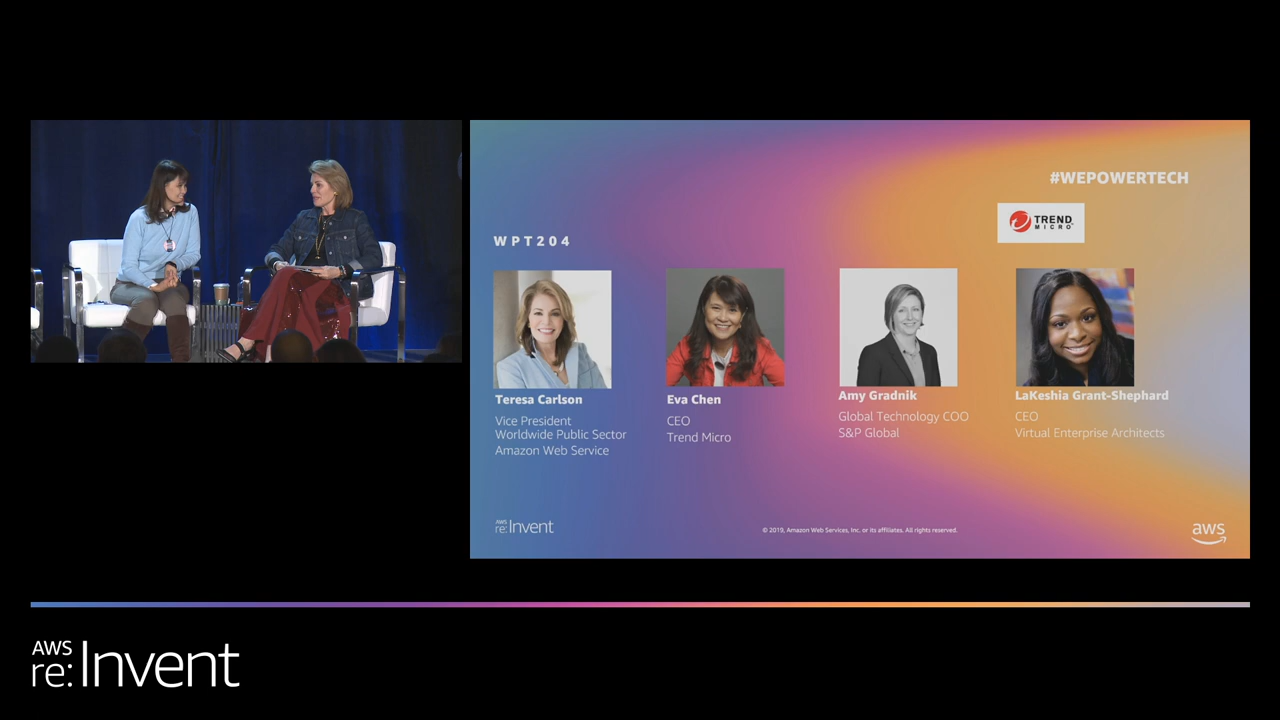 #WEPOWERTECH
TREND
MICRO
WPT204
Teresa Carlson
Vice President
Worldwide Public Sector
Amazon Web Service
Eva Chen
CEO
Trend Micro
Amy Gradnik
Global Technology COO
S&P Global
LaKeshia Grant-Shephard
CEO
Virtual Enterprise Architects
AWS
re:Invent
© 2019, Amazon Web Services, Inc. or its affiliates. All rights reserved.
aws
AWS
re:Invent